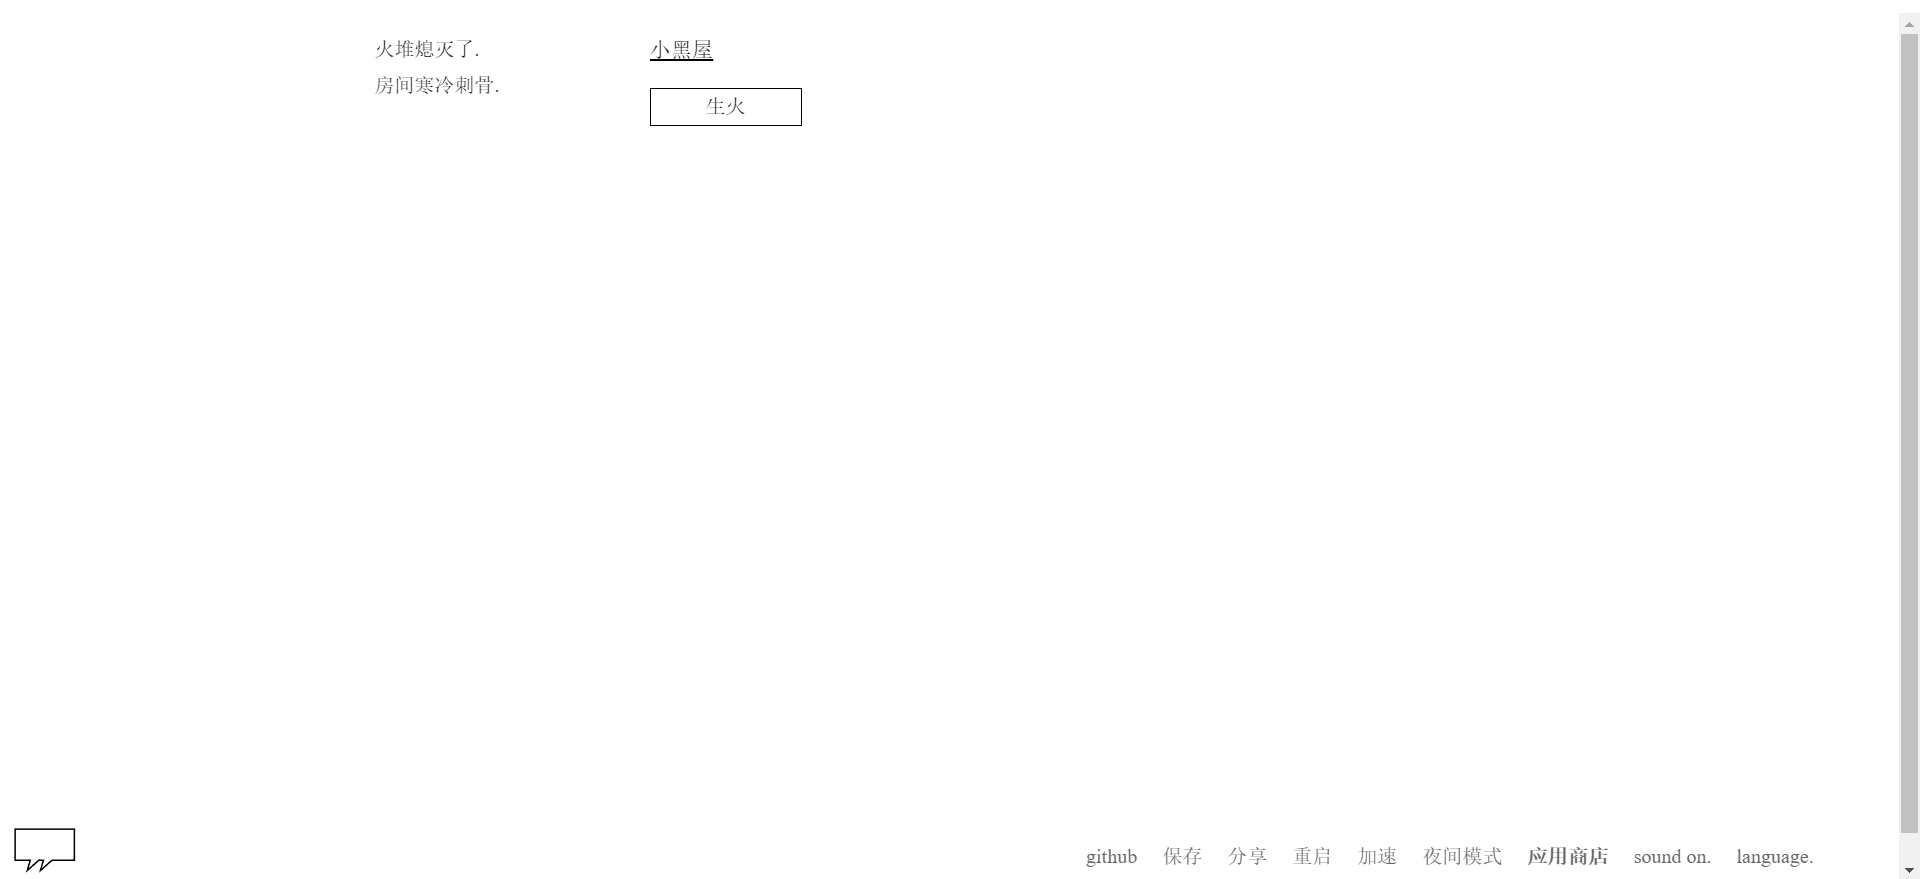 火堆熄灭了.
房间寒冷刺骨.
小黑屋
生火
github 保存 分享 重启 加速 夜间模式 应用商店 sound on. language.